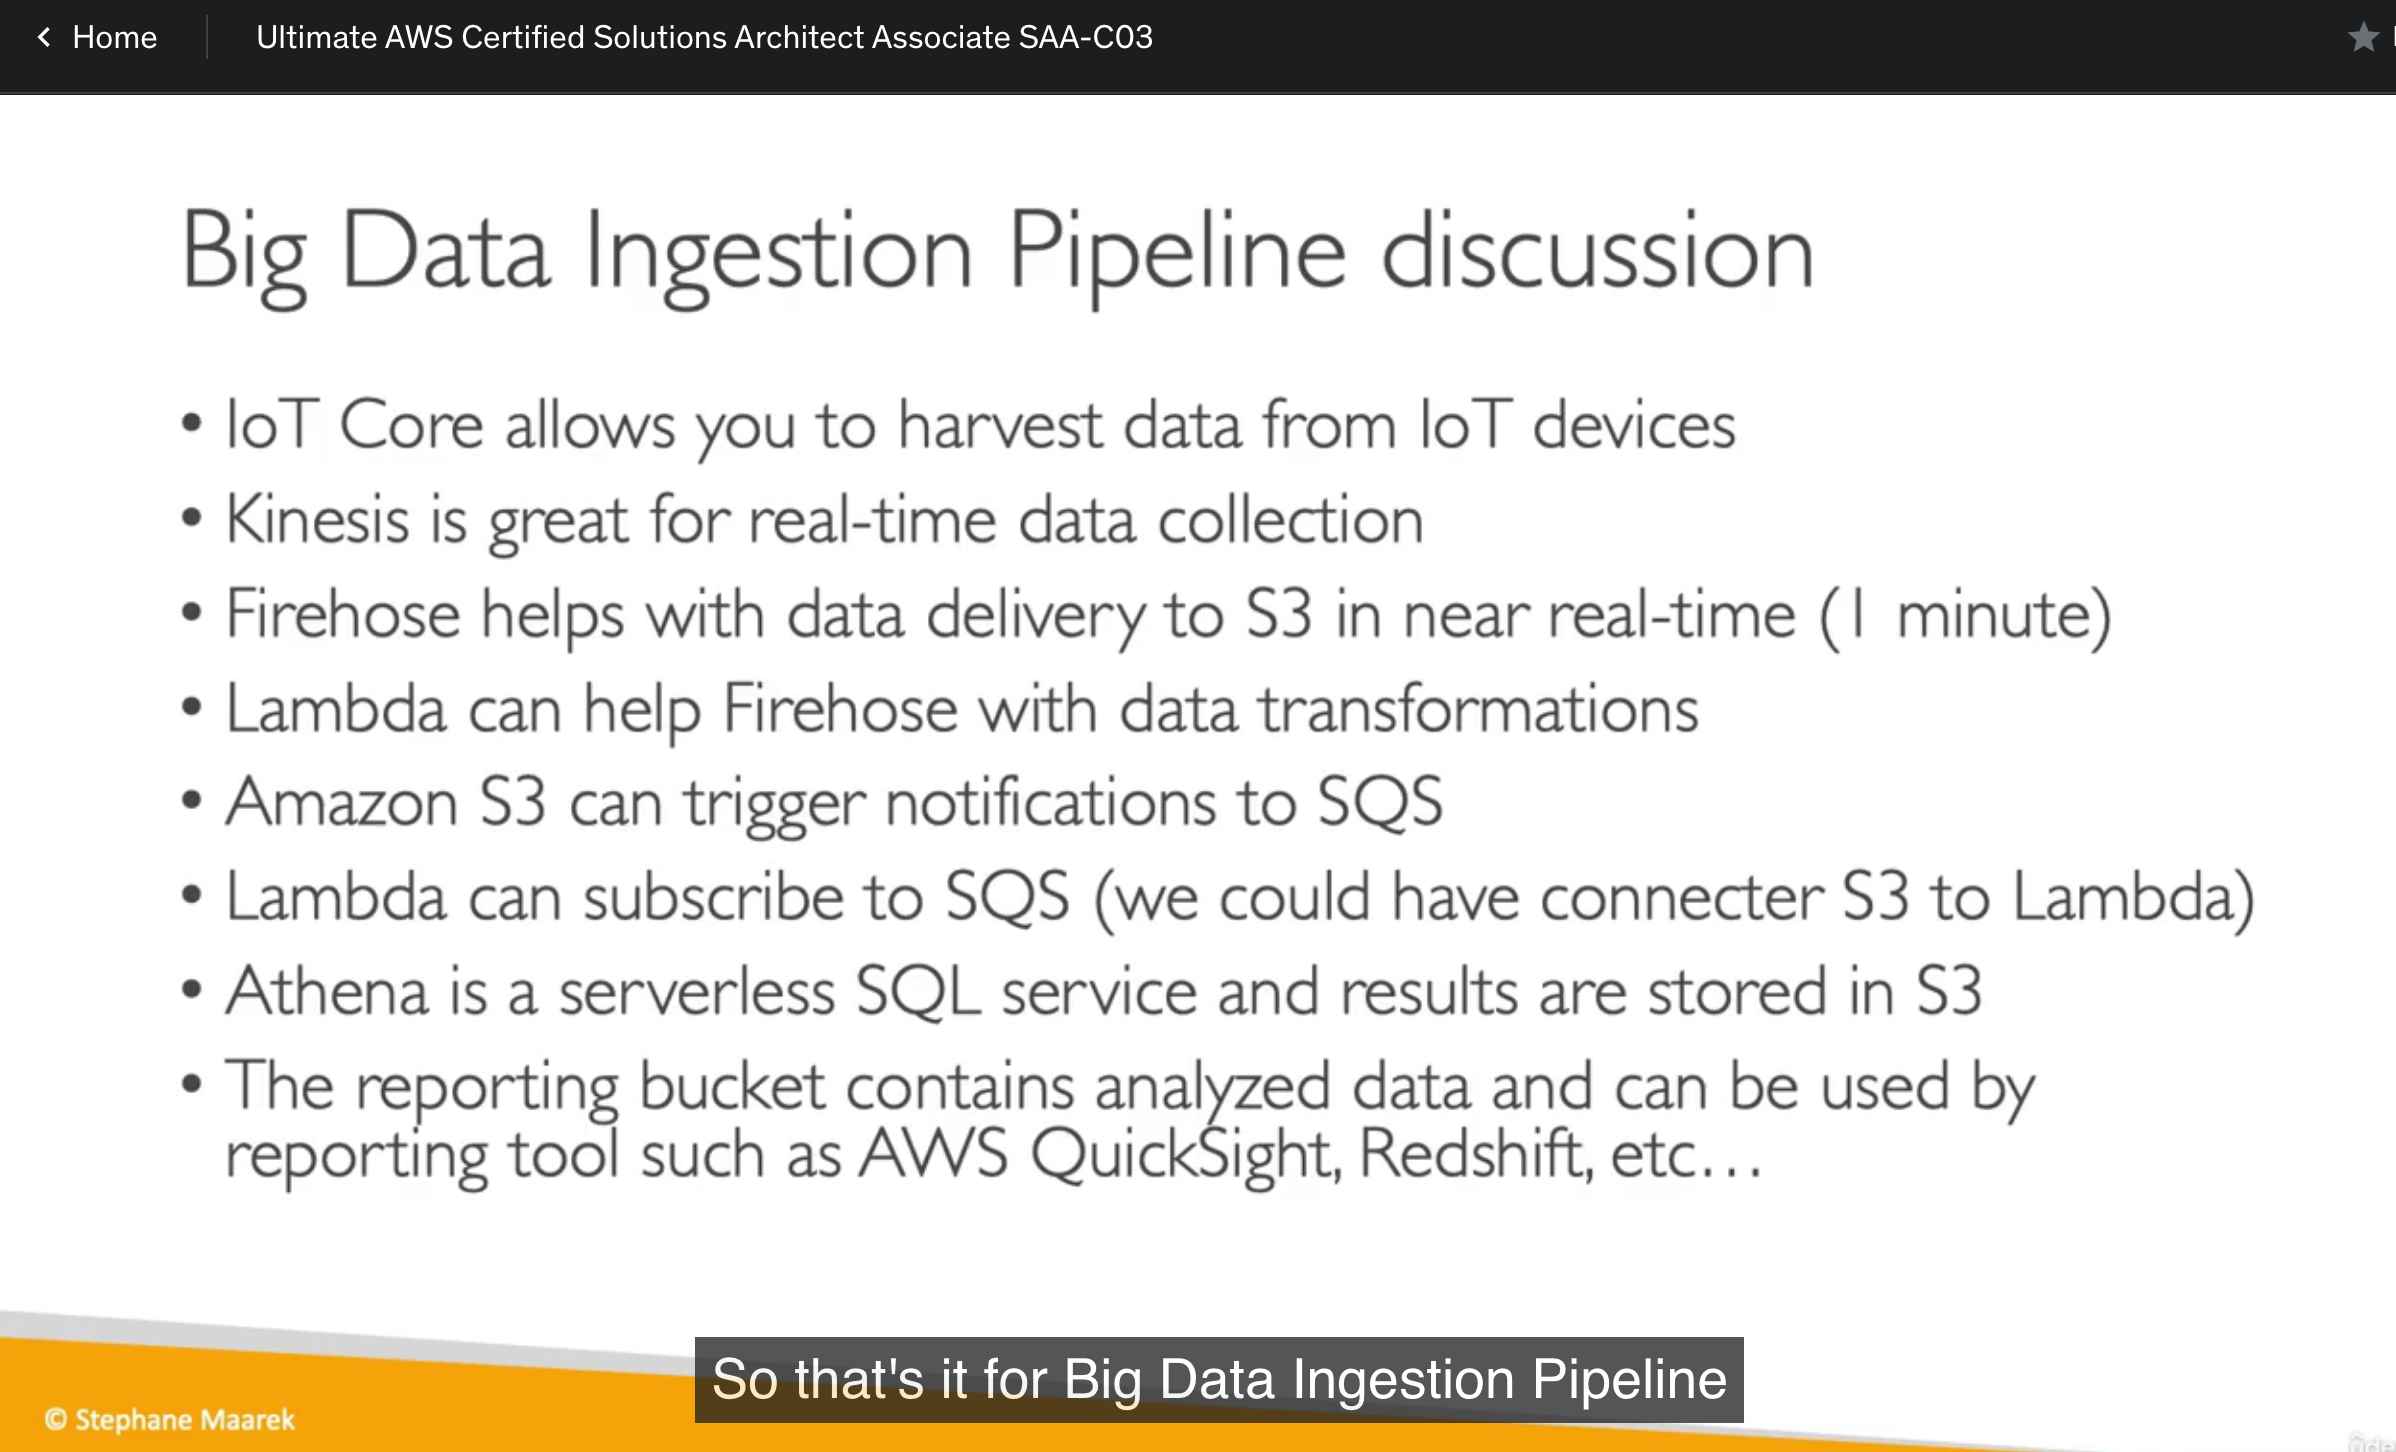 Home
Ultimate AWS Certified Solutions Architect Associate SAA-C03
Big Data Ingestion Pipeline discussion
• IoT Core allows you to harvest data from IoT devices
• Kinesis is great for real-time data collection
• Firehose helps with data delivery to S3 in near real-time (1 minute)
• Lambda can help Firehose with data transformations
• Amazon S3 can trigger notifications to SQS
• Lambda can subscribe to SQS (we could have connecter S3 to Lambda)
• Athena is a serverless SQL service and results are stored in S3
• The reporting bucket contains analyzed data and can be used by
reporting tool such as AWS QuickSight, Redshift, etc…
So that's it for Big Data Ingestion Pipeline
© Stephane Maarek